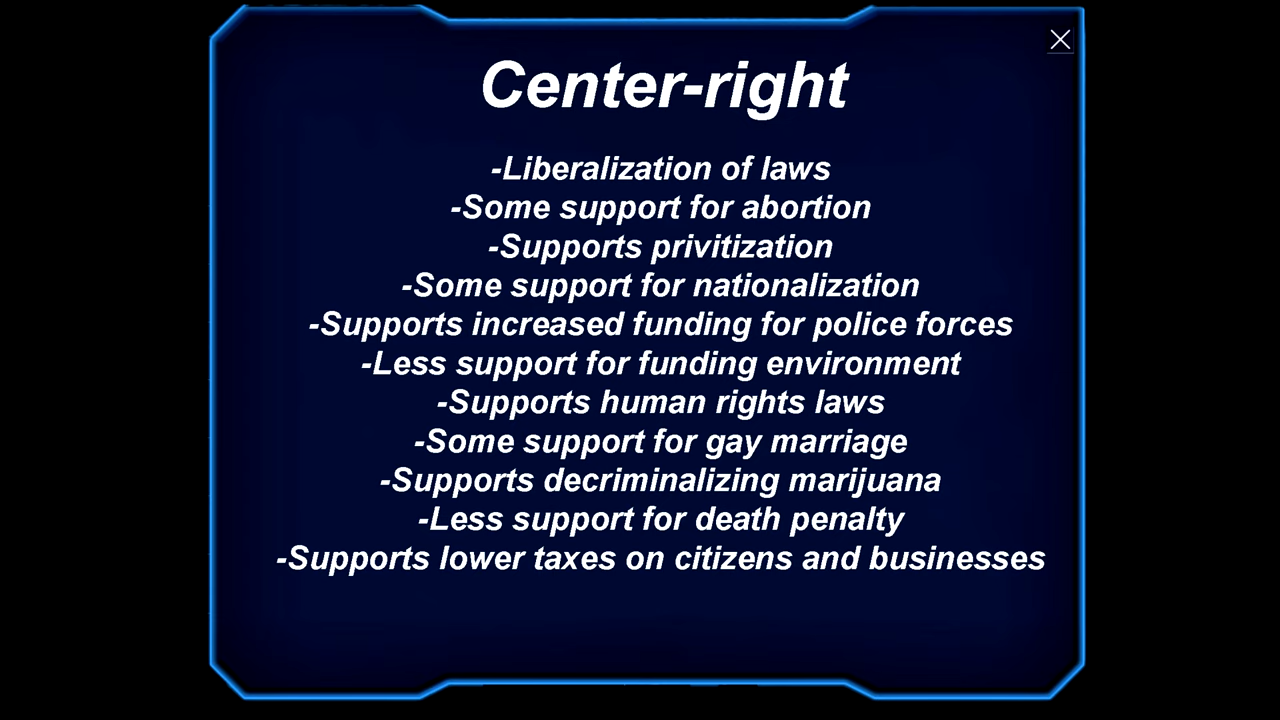 Center-right
-Liberalization of laws
-Some support for abortion
-Supports privitization
-Some support for nationalization
-Supports increased funding for police forces
-Less support for funding environment
-Supports human rights laws
-Some support for gay marriage
-Supports decriminalizing marijuana
-Less support for death penalty
-Supports lower taxes on citizens and businesses